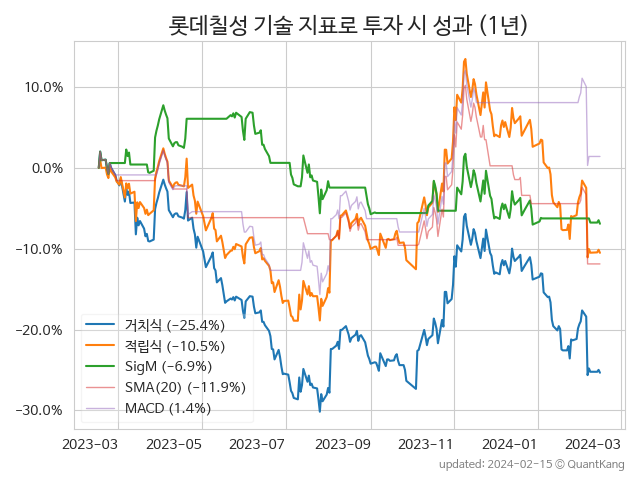 롯데칠성 기술 지표로 투자 시 성과 (1년)
10.0%
0.0%
−10.0%
−20.0%
−30.0%
거치식 (−25.4%)
적립식 (−10.5%)
SigM (−6.9%)
SMA(20) (−11.9%)
MACD (1.4%)
2023-03 2023-05 2023-07 2023-09 2023-11 2024-01 2024-03
updated: 2024-02-15 © QuantKang